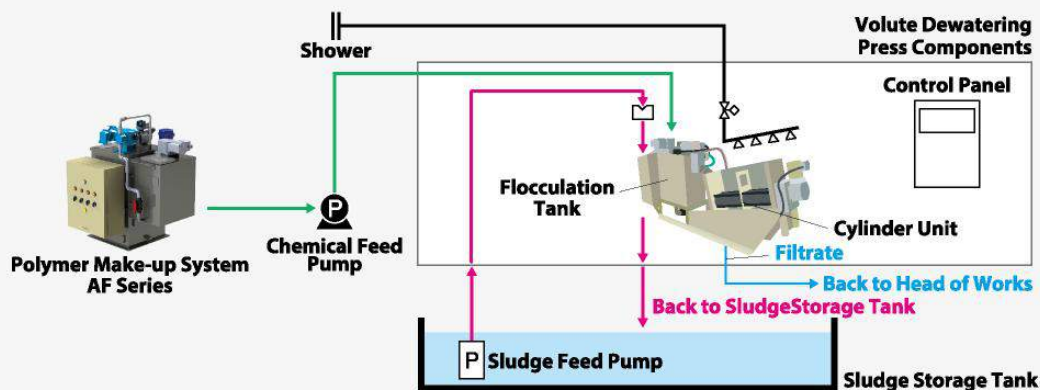 Volute Dewatering
Press Components
Shower
Control Panel
Flocculation
Tank
P
Cylinder Unit
Chemical Feed
Pump
Filtrate
Polymer Make-up System
AF Series
Back to Head of Works
Back to SludgeStorage Tank
P
Sludge Feed Pump
Sludge Storage Tank